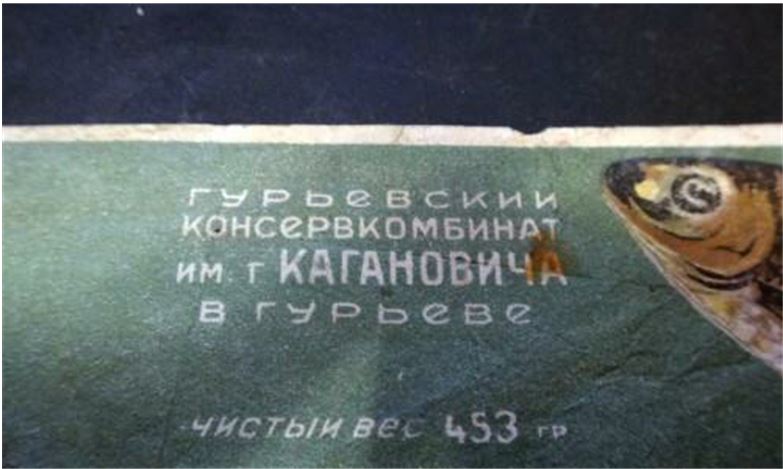 ГУРЬЕВСКИЙ
КОНСЕРВКОМБИНАТ
ИМ. Г КАГАНОВИЧА
В ГУРЬЕВЕ
ЧИСТЫЙ ВЕС 453 ГР